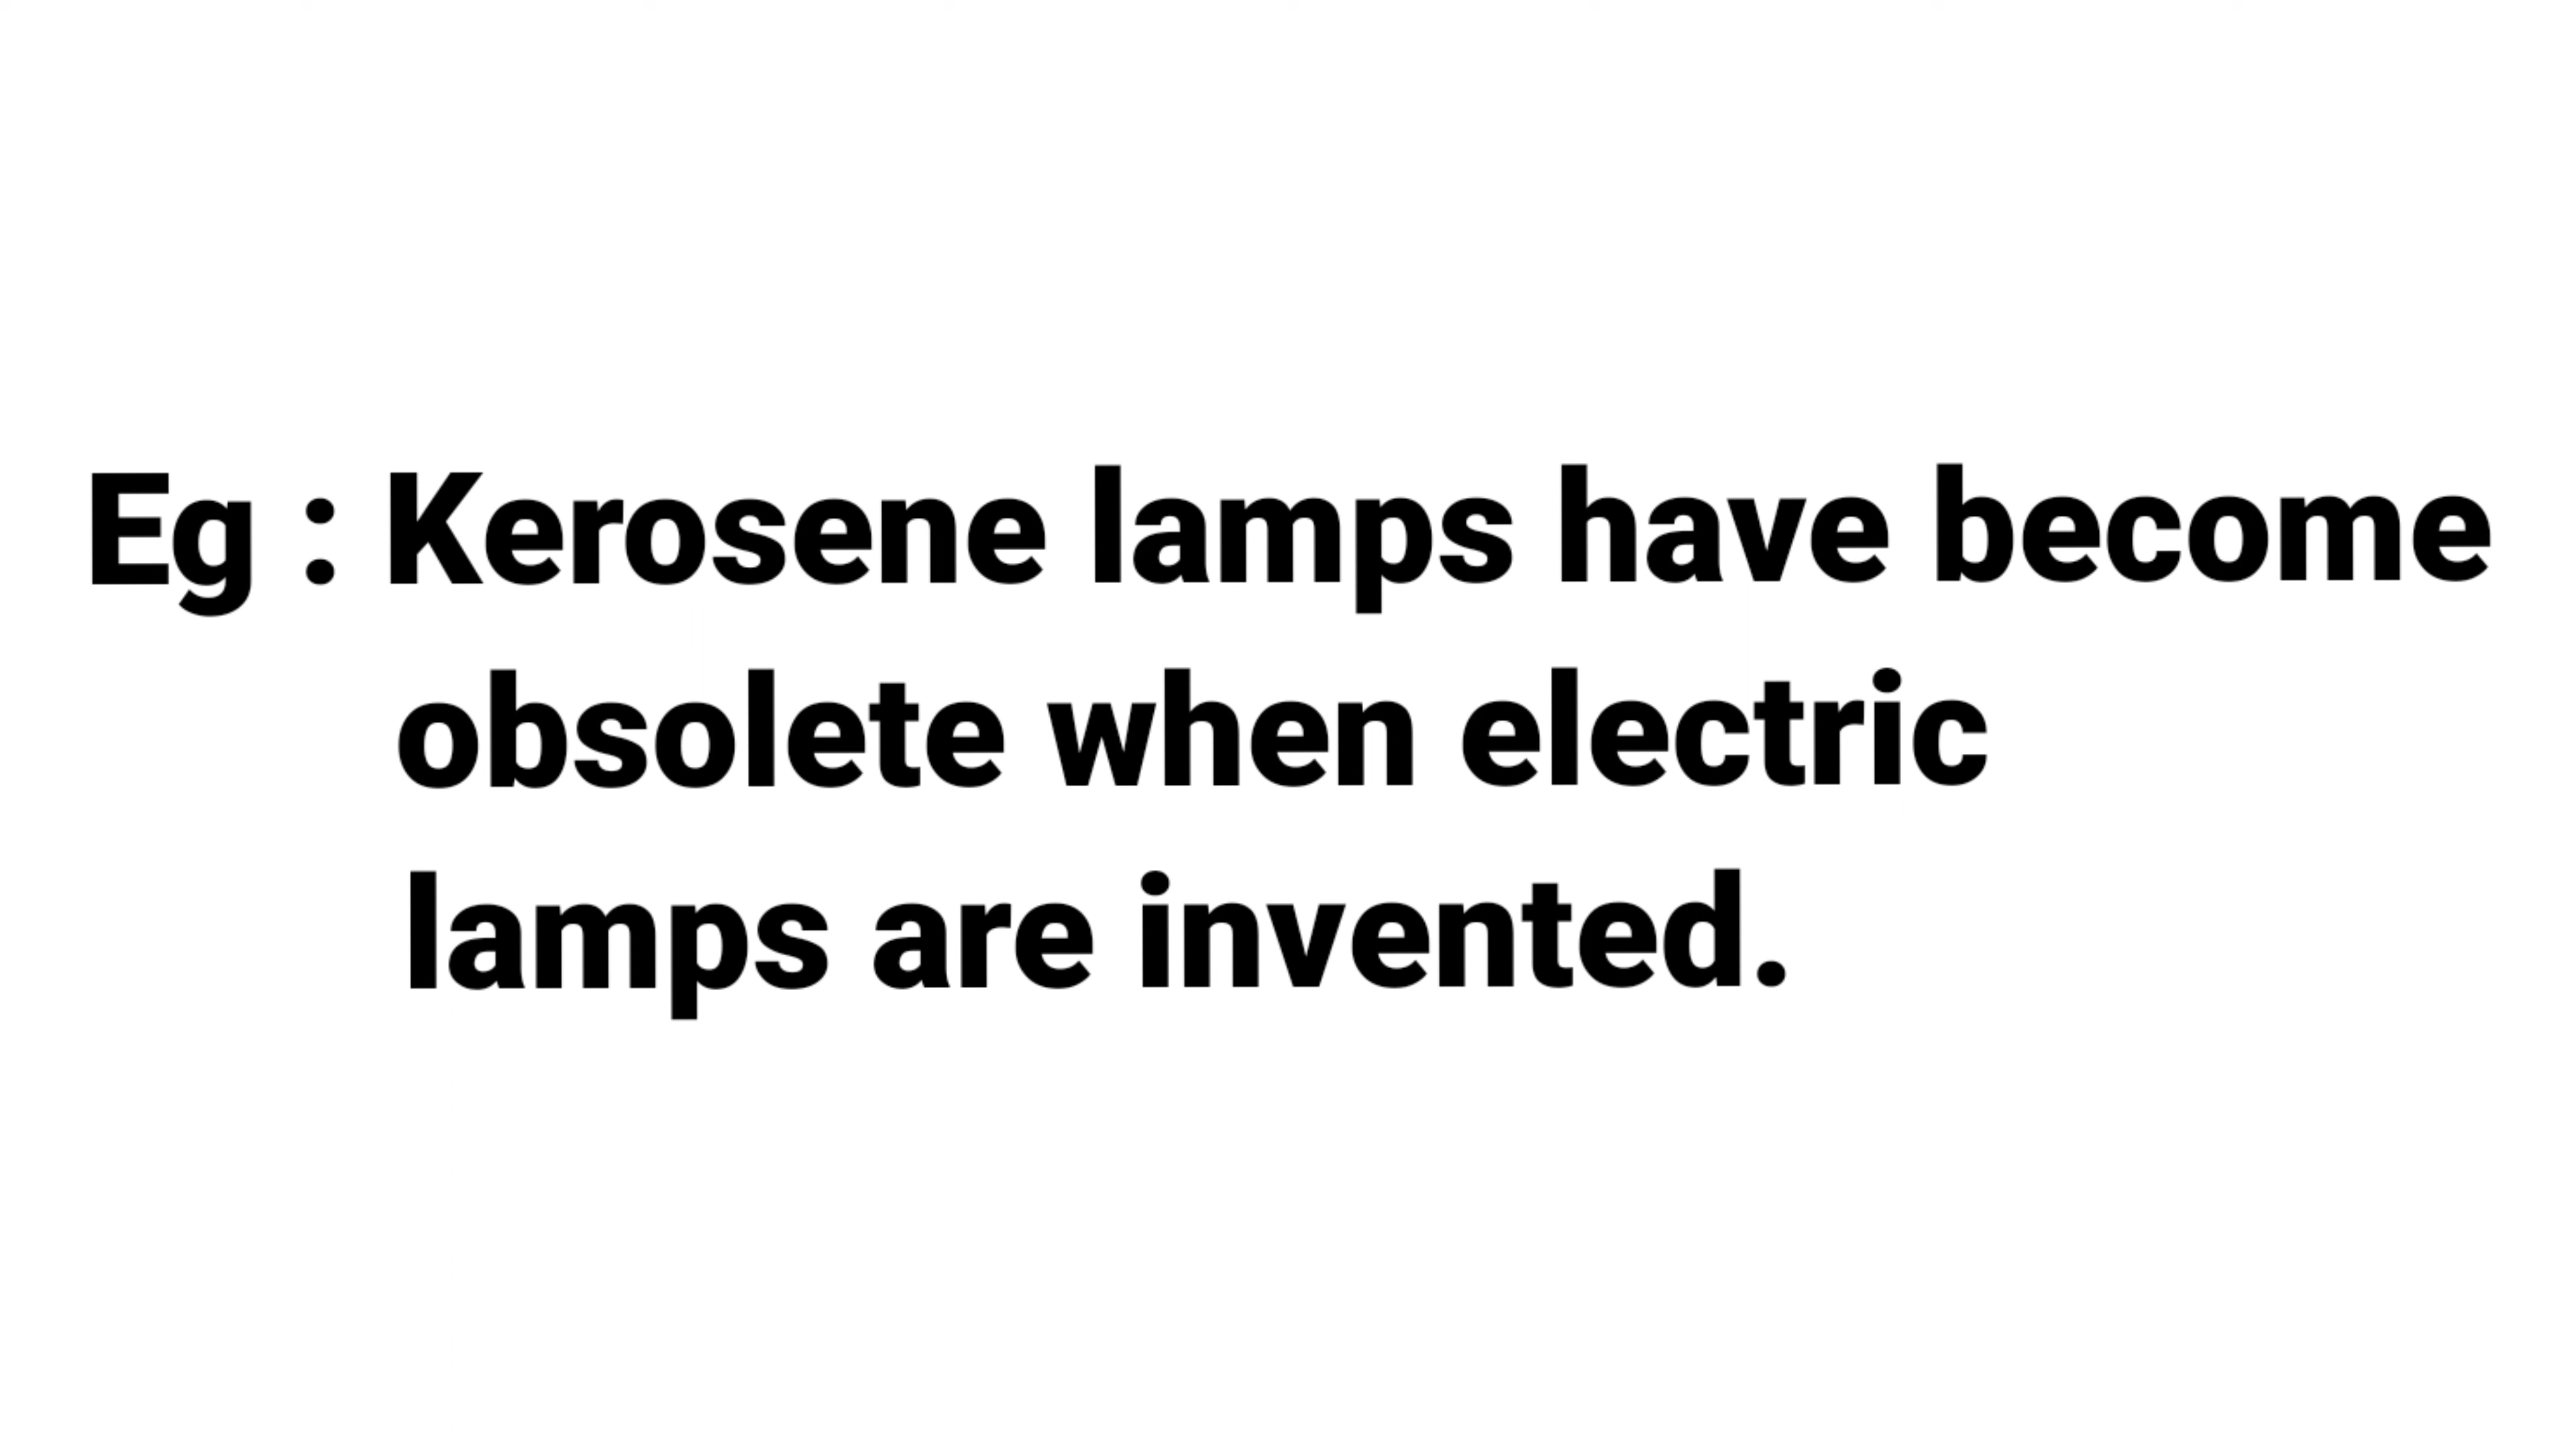 Eg : Kerosene lamps have become
obsolete when electric
lamps are invented.